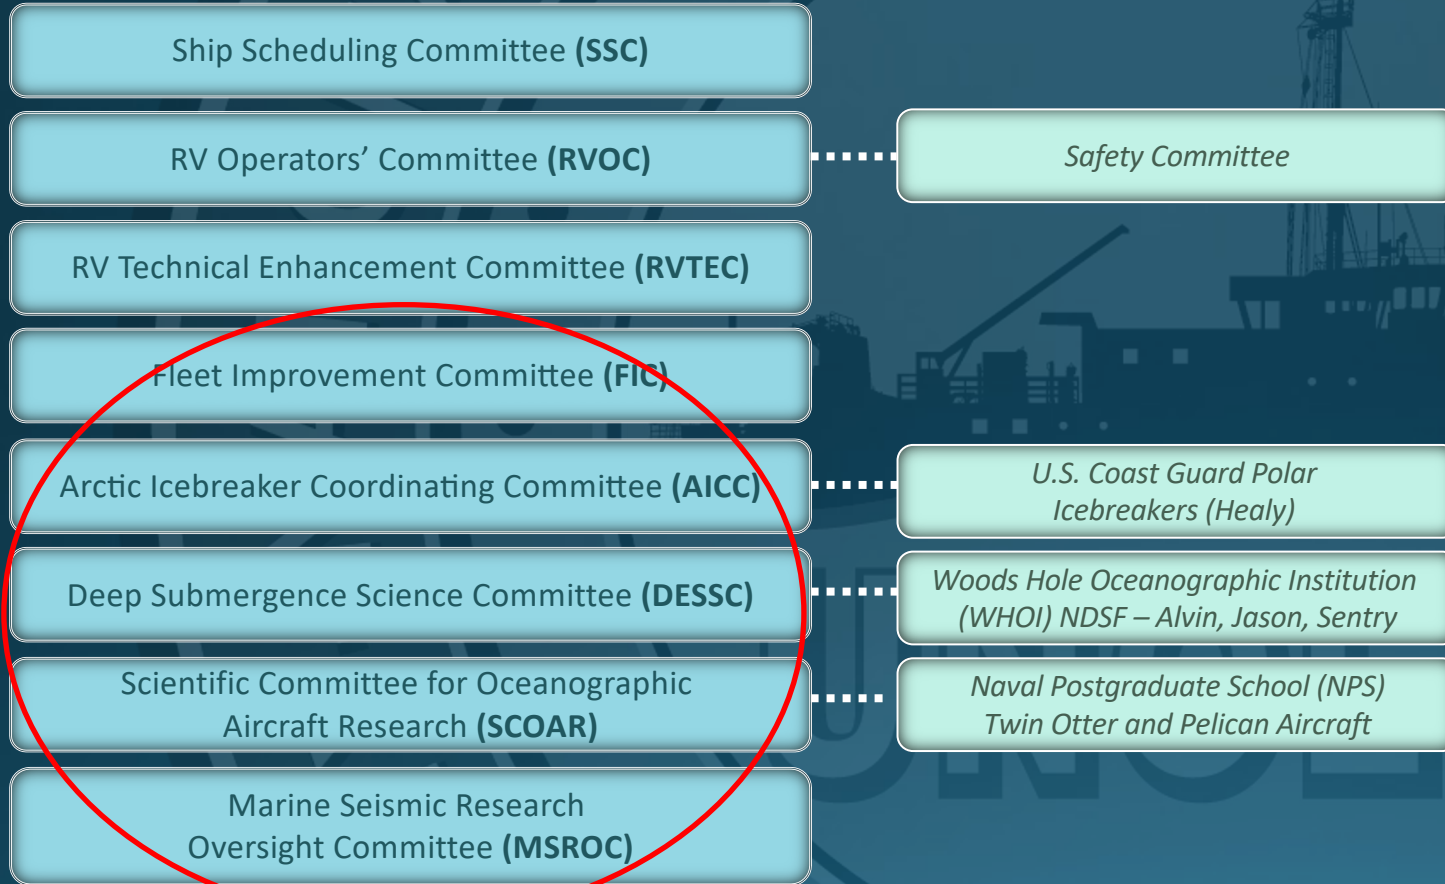 Ship Scheduling Committee (SSC)
RV Operators’ Committee (RVOC)
Safety Committee
RV Technical Enhancement Committee (RVTEC)
Fleet Improvement Committee (FIC)
Arctic Icebreaker Coordinating Committee (AICC)
U.S. Coast Guard Polar
Icebreakers (Healy)
Deep Submergence Science Committee (DESSC)
Woods Hole Oceanographic Institution
(WHOI) NDSF – Alvin, Jason, Sentry
Scientific Committee for Oceanographic
Aircraft Research (SCOAR)
Naval Postgraduate School (NPS)
Twin Otter and Pelican Aircraft
Marine Seismic Research
Oversight Committee (MSROC)